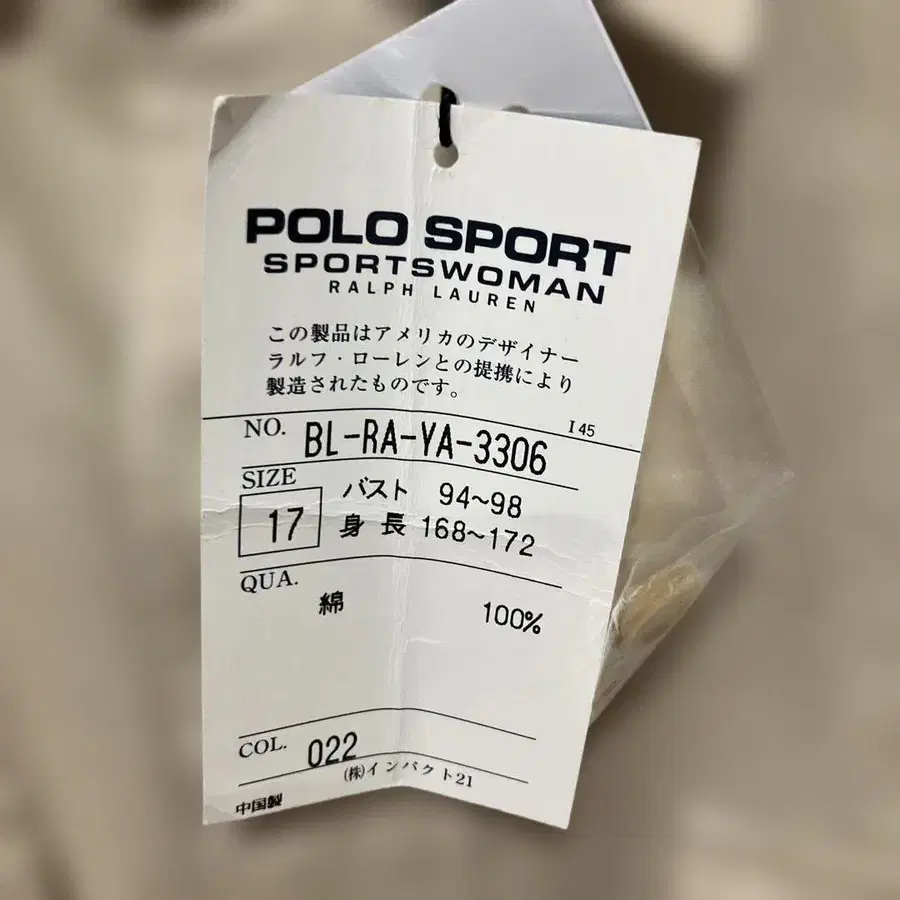 POLO SPORT
SPORTSWOMAN
RALPH LAUREN
この製品はアメリカのデザイナー
ラルフ・ローレンとの提携により
製造されたものです。
I 45
NO. BL-RA-YA-3306
SIZE
17
バスト 94~98
身長 168~172
QUA.
綿 100%
COL. 022
(株)インパクト21
中国製